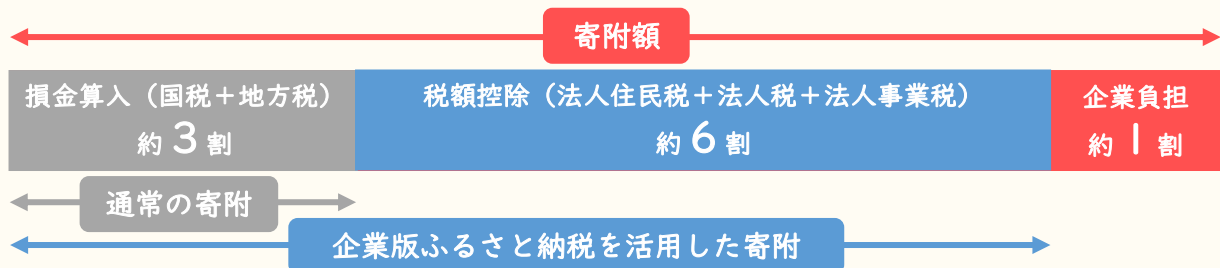 寄附額
損金算入（国税＋地方税）
約3割
税額控除（法人住民税＋法人税＋法人事業税）
約6割
企業負担
約1割
通常の寄附
企業版ふるさと納税を活用した寄附